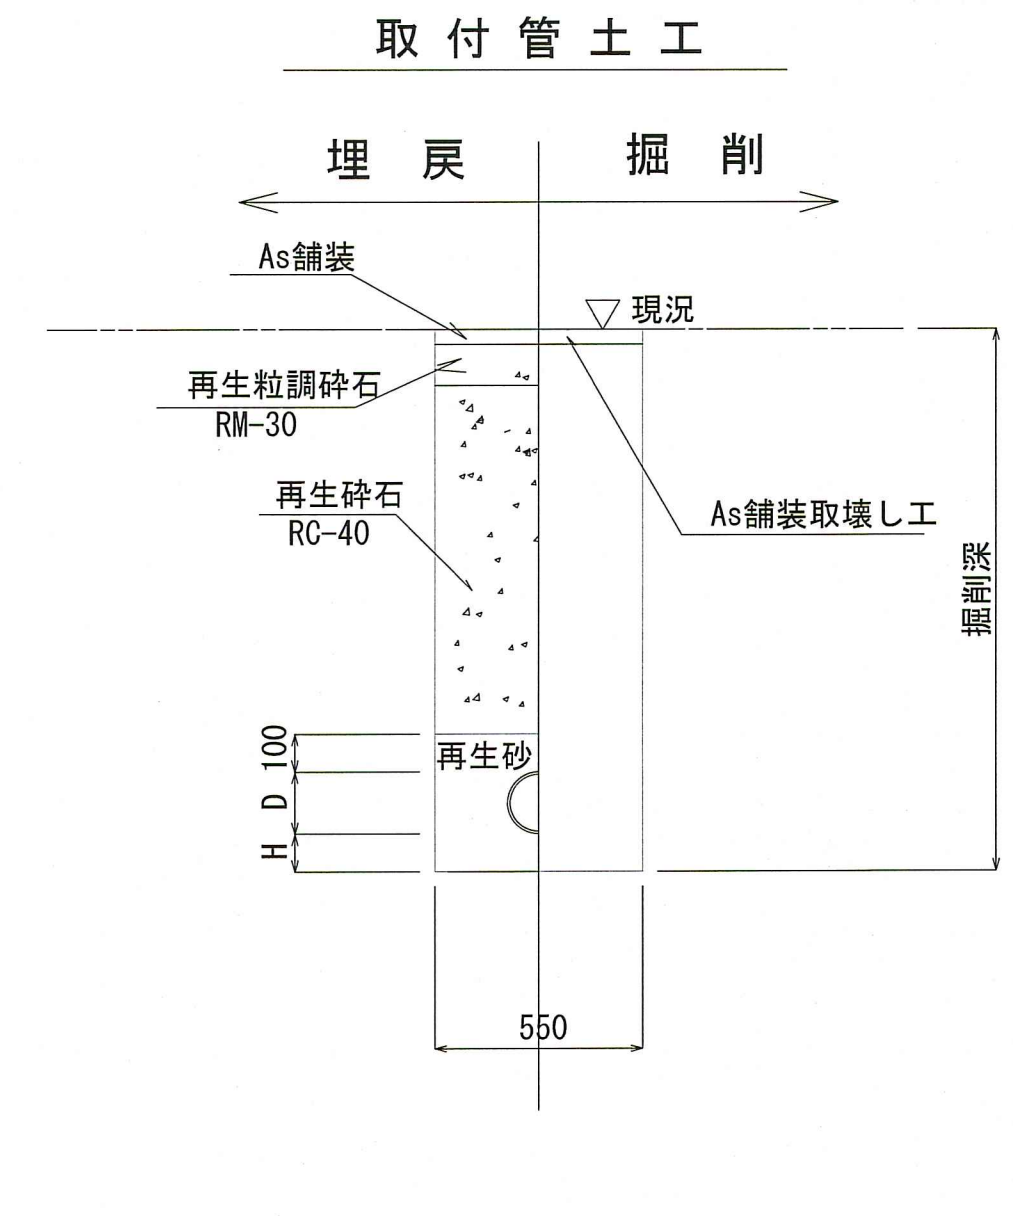 取付管土工
埋戻
掘削
As舗装
現況
再生粒調砕石
RM-30
再生砕石
RC-40
As舗装取壊し工
掘削深
100
再生砂
D
H
550